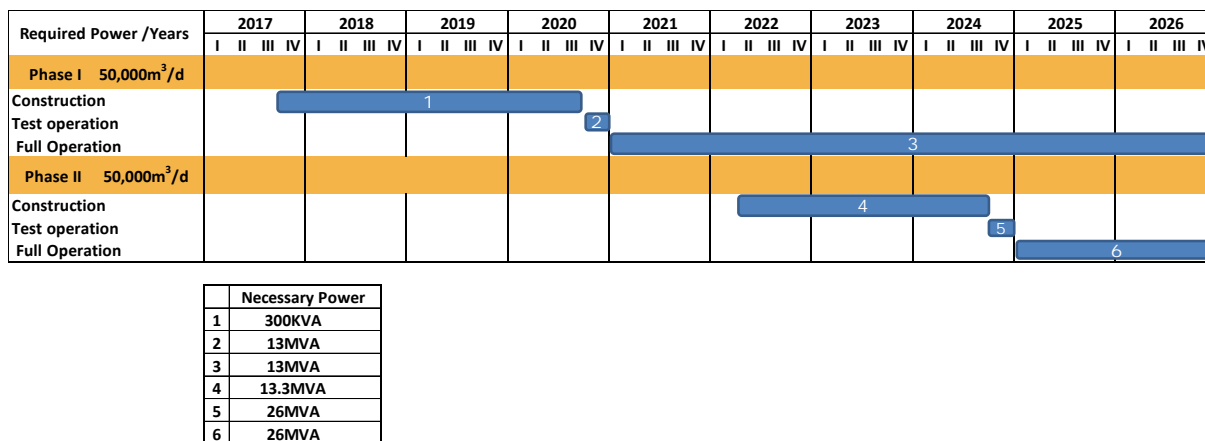 Required Power /Years 2017 2018 2019 2020 2021 2022 2023 2024 2025 2026
I II III IV I II III IV I II III IV I II III IV I II III IV I II III IV I II III IV I II III IV I II III IV I II III IV
Phase I 50,000m³/d
Construction 1
Test operation 2
Full Operation 3
Phase II 50,000m³/d
Construction 4
Test operation 5
Full Operation 6
Necessary Power
1 300KVA
2 13MVA
3 13MVA
4 13.3MVA
5 26MVA
6 26MVA